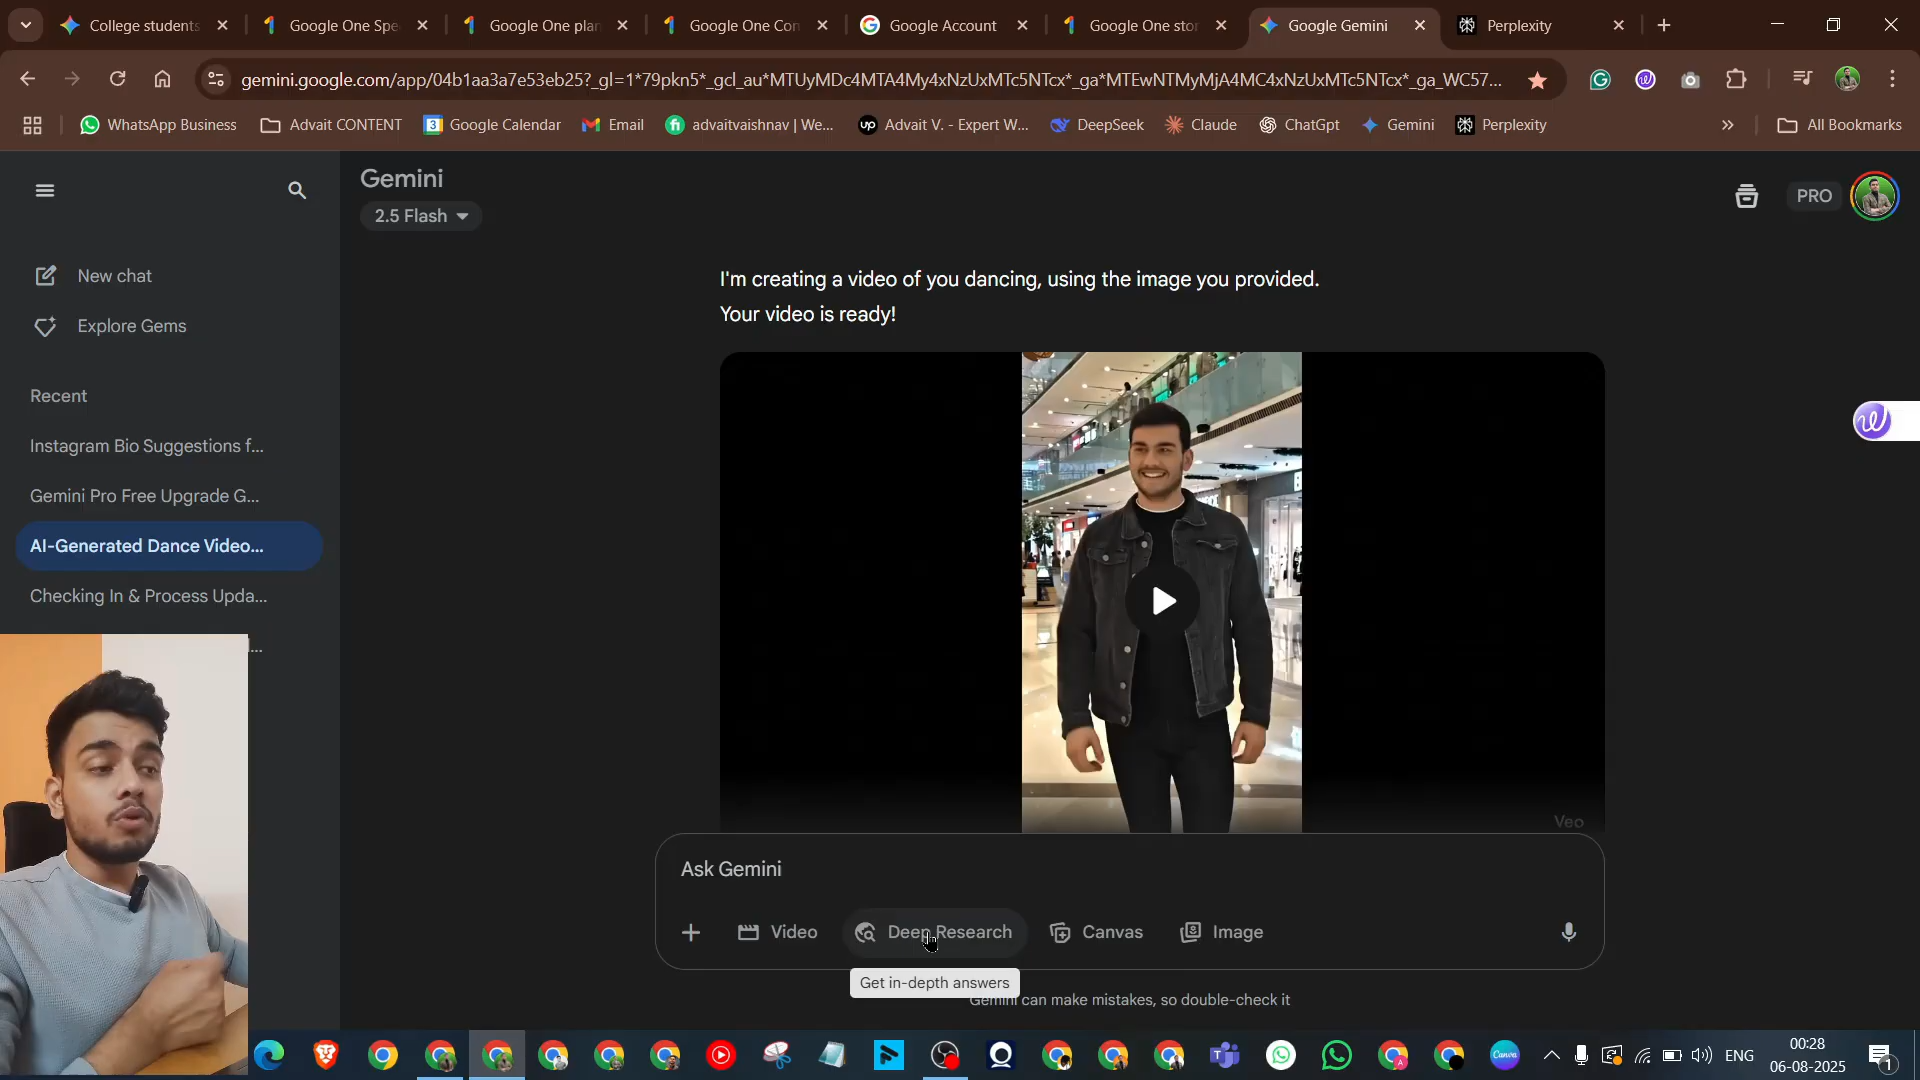 College students
Google One Spe
Google One plan
Google One Con
Google Account
Google One stor
Google Gemini
Perplexity
gemini.google.com/app/04b1aa3a7e53eb25?_gl=1*79pkn5*_gcl_au*MTUyMDc4MTA4My4xNzUxMTc5NTcx*_ga*MTEwNTMyMjA4MC4xNzUxMTc5NTcx*_ga_WC57...
WhatsApp Business
Advait CONTENT
Google Calendar
Email
advaitvaishnav | We...
Advait V. - Expert W...
DeepSeek
Claude
ChatGpt
Gemini
Perplexity
All Bookmarks
Gemini
2.5 Flash
PRO
New chat
Explore Gems
Recent
Instagram Bio Suggestions f...
Gemini Pro Free Upgrade G...
AI-Generated Dance Video...
Checking In & Process Upda...
I'm creating a video of you dancing, using the image you provided.
Your video is ready!
Veo
Ask Gemini
Video
Deep Research
Canvas
Image
Get in-depth answers
Gemini can make mistakes, so double-check it
ENG
00:28
06-08-2025
1